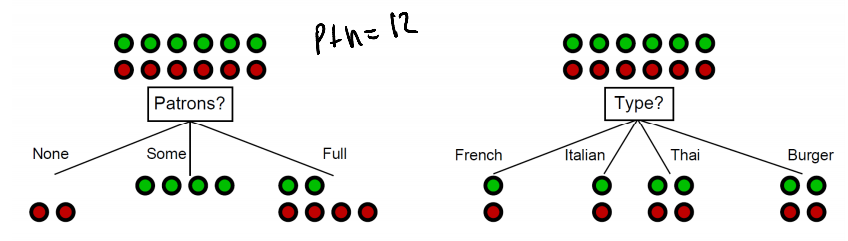 p+n=12
Patrons?
Type?
None
Some
Full
French
Italian
Thai
Burger